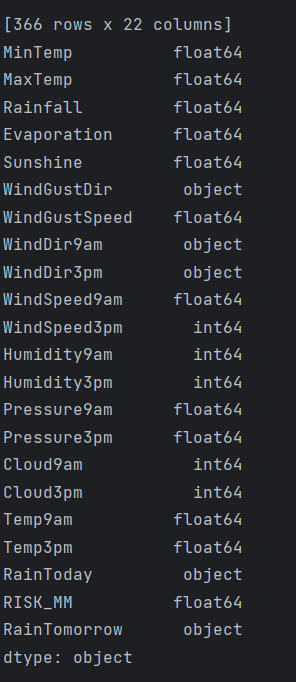 [366 rows x 22 columns]
MinTemp          float64
MaxTemp          float64
Rainfall         float64
Evaporation      float64
Sunshine         float64
WindGustDir       object
WindGustSpeed    float64
WindDir9am        object
WindDir3pm        object
WindSpeed9am     float64
WindSpeed3pm       int64
Humidity9am        int64
Humidity3pm        int64
Pressure9am      float64
Pressure3pm      float64
Cloud9am           int64
Cloud3pm           int64
Temp9am          float64
Temp3pm          float64
RainToday         object
RISK_MM          float64
RainTomorrow      object
dtype: object